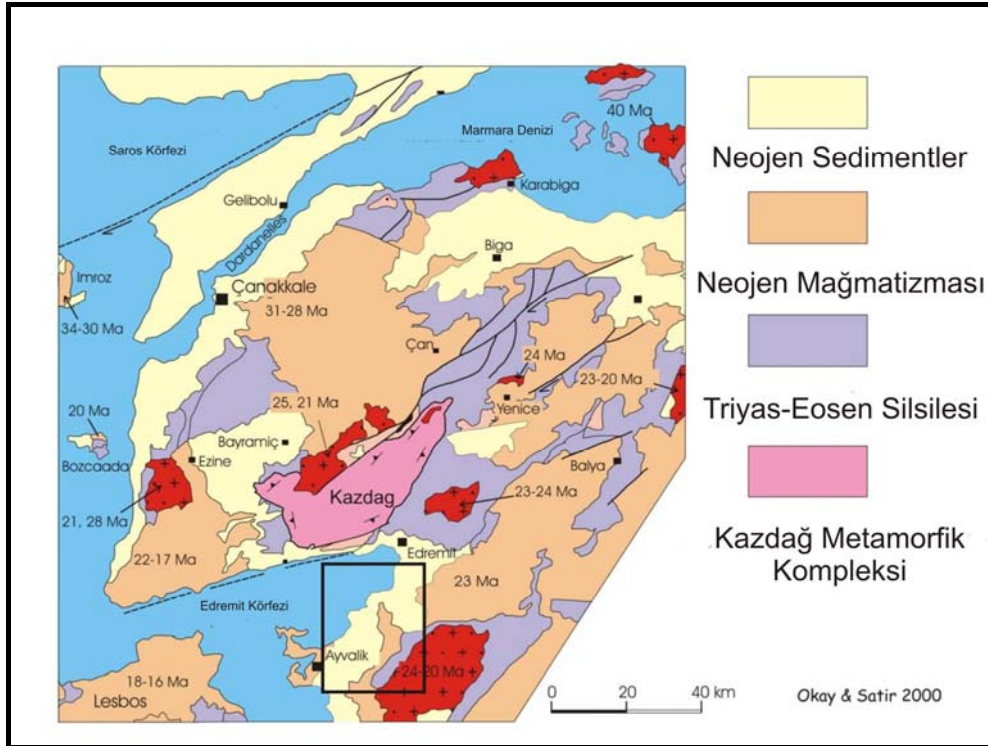 40 Ma
Marmara Denizi
Saros Körfezi
Karabiga
Gelibolu
Dardanelles
Biga
Imroz
Çanakkale
31-28 Ma
34-30 Ma
Çan
24 Ma
23-20 Ma
25, 21 Ma
Yenice
20 Ma
Bayramiç
Bozcaada
Ezine
Balya
Kazdag
23-24 Ma
21, 28 Ma
22-17 Ma
Edremit
23 Ma
Edremit Körfezi
Ayvalik
24-20 Ma
18-16 Ma
Lesbos
Neojen Sedimentler
Neojen Mağmatizması
Triyas-Eosen Silsilesi
Kazdağ Metamorfik
Kompleksi
0 20 40 km
Okay & Satir 2000